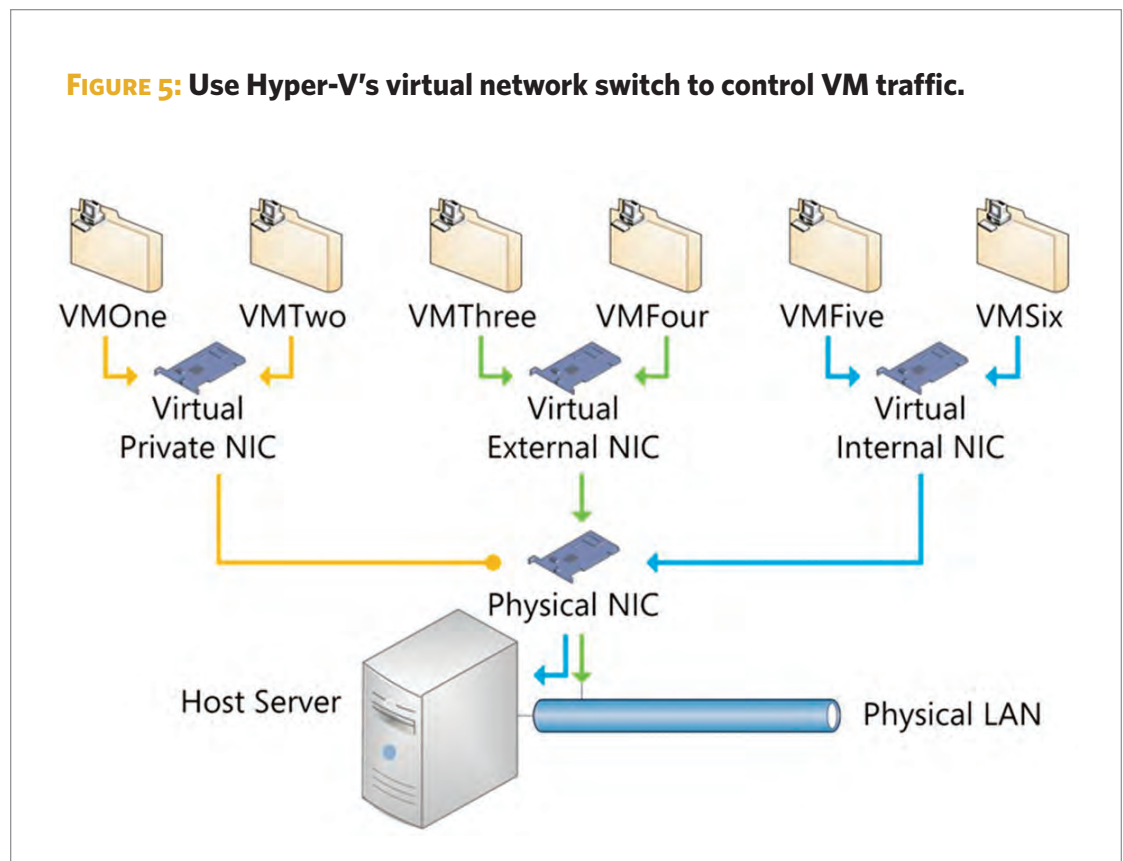 FIGURE 5: Use Hyper-V's virtual network switch to control VM traffic.
VMOne
VMTwo
VMThree
VMFour
VMFive
VMSix
Virtual
Private NIC
Virtual
External NIC
Virtual
Internal NIC
Physical NIC
Host Server
Physical LAN